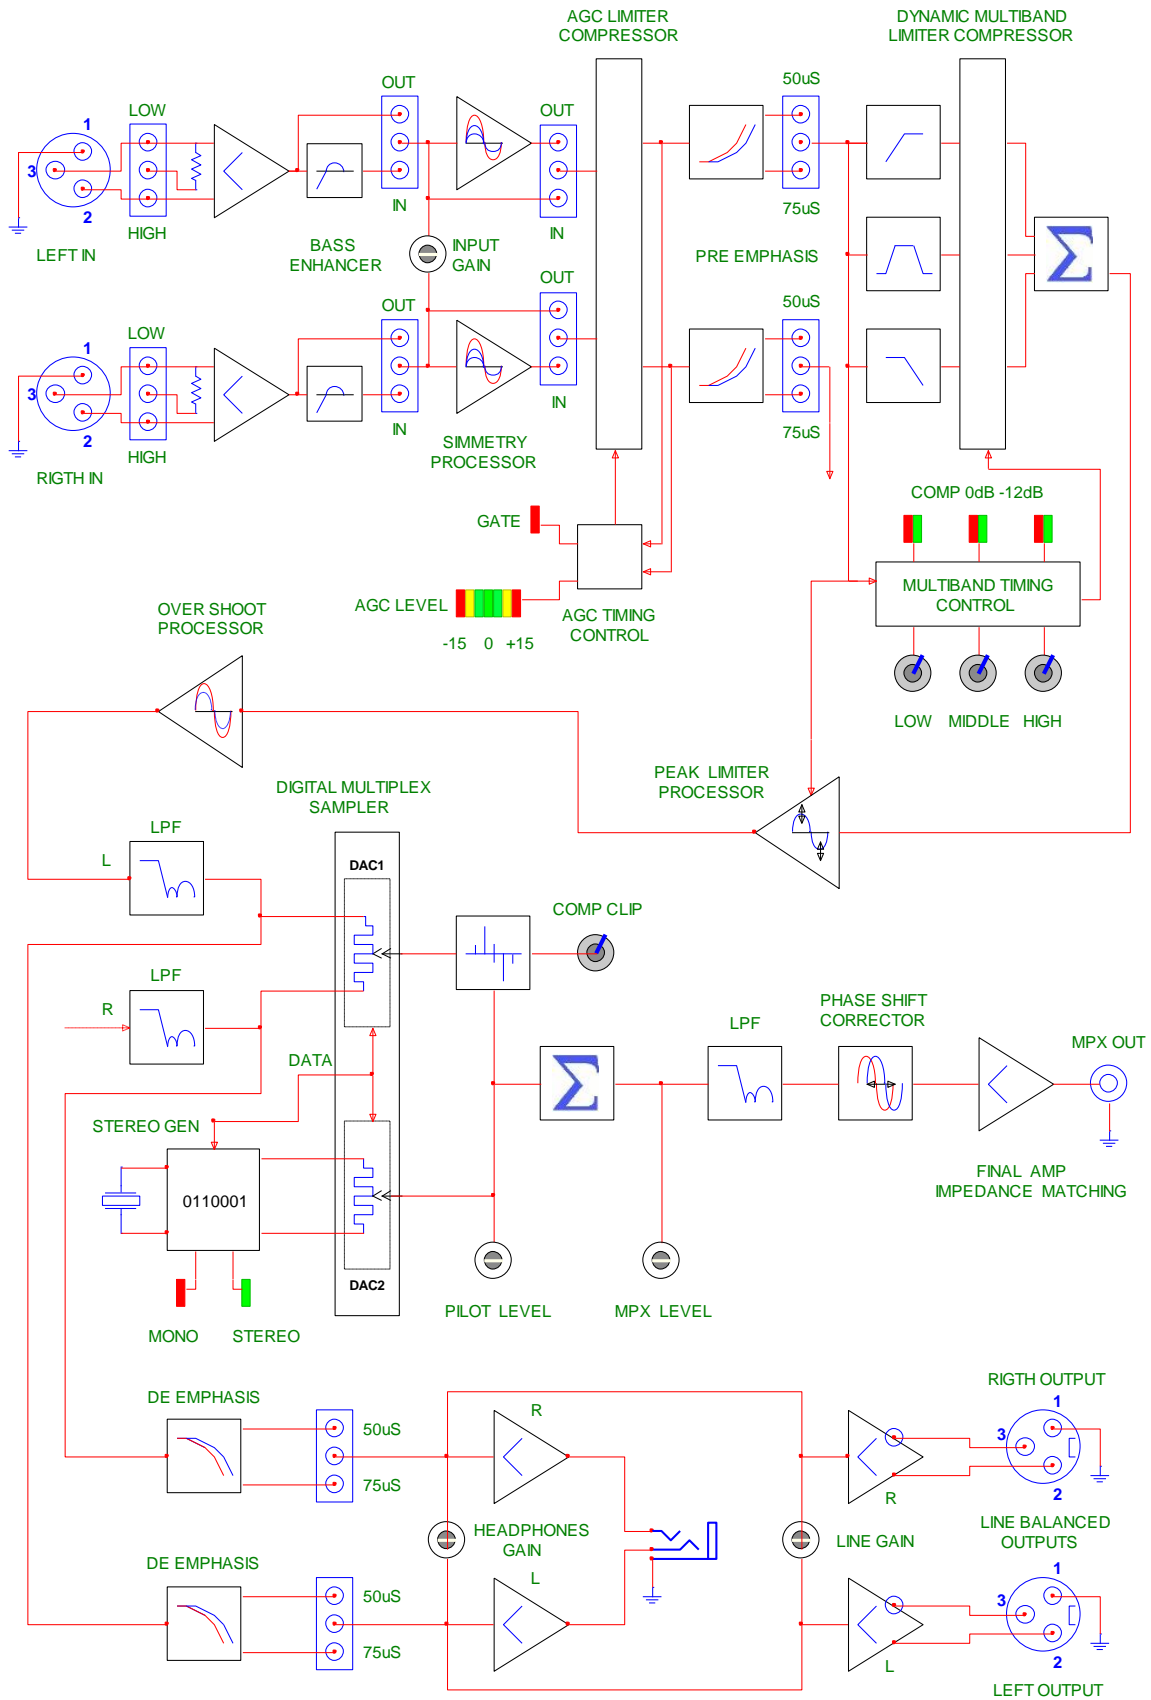 AGC LIMITER
COMPRESSOR
DYNAMIC MULTIBAND
LIMITER COMPRESSOR
LOW
OUT
OUT
50uS
1
3
2
HIGH
IN
IN
75uS
LEFT IN
BASS
ENHANCER
INPUT
GAIN
PRE EMPHASIS
LOW
OUT
OUT
50uS
1
3
2
HIGH
IN
IN
75uS
RIGTH IN
SIMMETRY
PROCESSOR
GATE
AGC LEVEL
-15 0 +15
AGC TIMING
CONTROL
COMP 0dB -12dB
MULTIBAND TIMING
CONTROL
LOW MIDDLE HIGH
OVER SHOOT
PROCESSOR
PEAK LIMITER
PROCESSOR
DIGITAL MULTIPLEX
SAMPLER
LPF
L
DAC1
COMP CLIP
LPF
R
DATA
LPF
PHASE SHIFT
CORRECTOR
MPX OUT
STEREO GEN
0110001
FINAL AMP
IMPEDANCE MATCHING
DAC2
MONO
STEREO
PILOT LEVEL
MPX LEVEL
DE EMPHASIS
50uS
75uS
R
RIGTH OUTPUT
1
3
2
R
HEADPHONES
GAIN
LINE GAIN
LINE BALANCED
OUTPUTS
DE EMPHASIS
50uS
75uS
L
1
3
2
L
LEFT OUTPUT